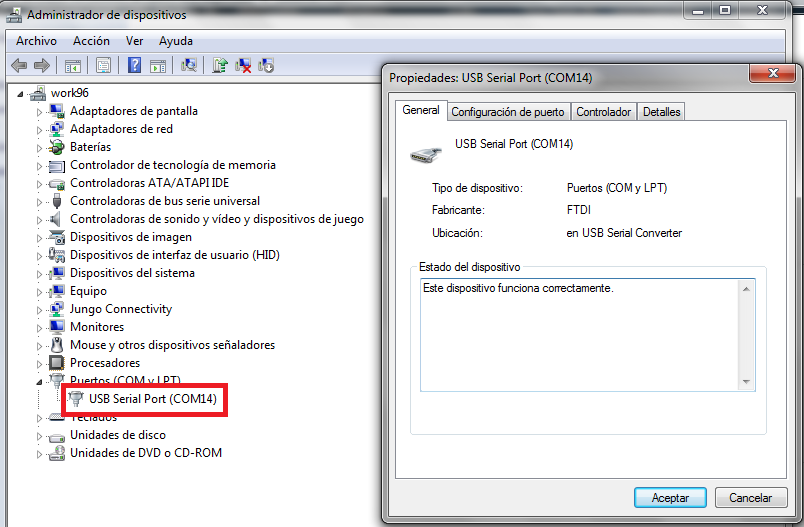 Administrador de dispositivos
Archivo Acción Ver Ayuda
work96
Adaptadores de pantalla
Adaptadores de red
Baterías
Controlador de tecnología de memoria
Controladoras ATA/ATAPI IDE
Controladoras de bus serie universal
Controladoras de sonido y vídeo y dispositivos de juego
Dispositivos de imagen
Dispositivos de interfaz de usuario (HID)
Dispositivos del sistema
Equipo
Jungo Connectivity
Monitores
Mouse y otros dispositivos señaladores
Procesadores
Puertos (COM y LPT)
USB Serial Port (COM14)
Teclados
Unidades de disco
Unidades de DVD o CD-ROM
Propiedades: USB Serial Port (COM14)
General Configuración de puerto Controlador Detalles
USB Serial Port (COM14)
Tipo de dispositivo: Puertos (COM y LPT)
Fabricante: FTDI
Ubicación: en USB Serial Converter
Estado del dispositivo
Este dispositivo funciona correctamente.
Aceptar Cancelar